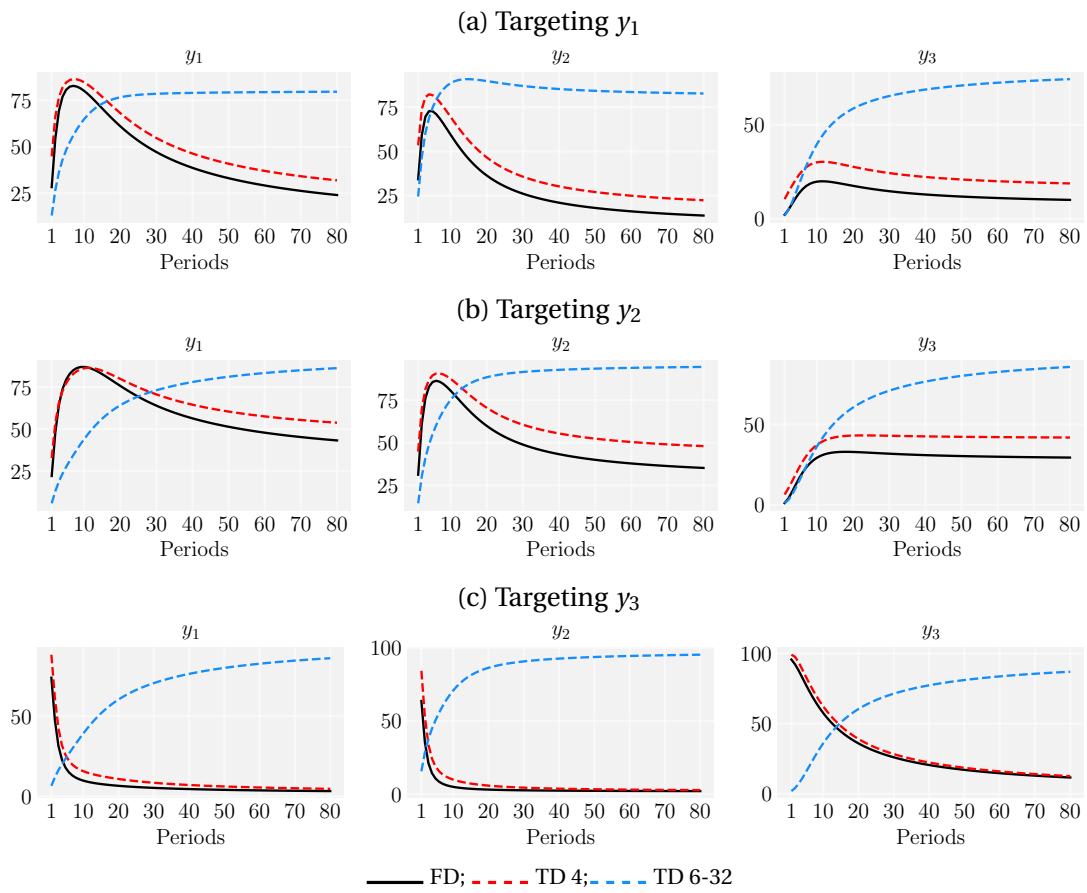 (a) Targeting y1
y1 y2 y3
75 75
50 50 50
25 25
0
1 10 20 30 40 50 60 70 80 1 10 20 30 40 50 60 70 80 1 10 20 30 40 50 60 70 80
Periods Periods Periods
(b) Targeting y2
y1 y2 y3
75 75
50 50 50
25 25
0
1 10 20 30 40 50 60 70 80 1 10 20 30 40 50 60 70 80 1 10 20 30 40 50 60 70 80
Periods Periods Periods
(c) Targeting y3
y1 y2 y3
100 100
50 50 50
0 0 0
1 10 20 30 40 50 60 70 80 1 10 20 30 40 50 60 70 80 1 10 20 30 40 50 60 70 80
Periods Periods Periods
FD; TD 4; TD 6-32